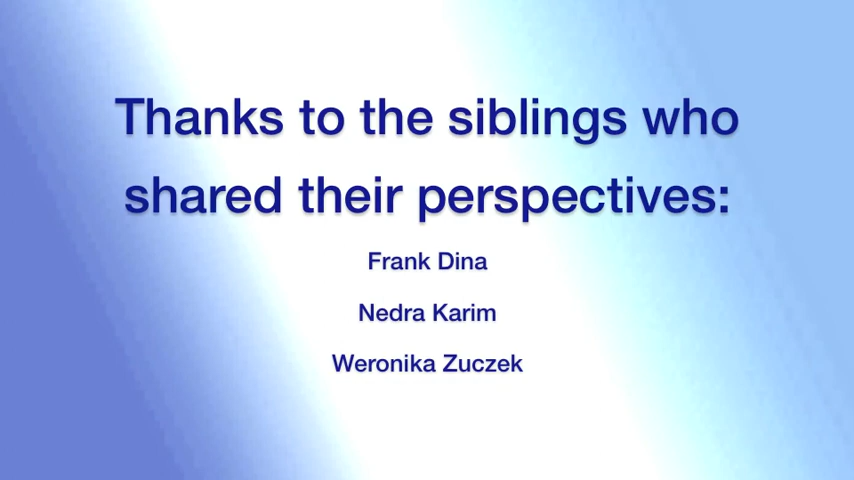 Thanks to the siblings who
shared their perspectives:
Frank Dina
Nedra Karim
Weronika Zuczek